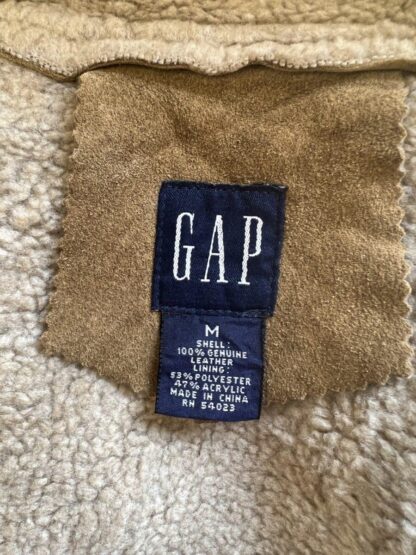 GAP
M
SHELL:
100% GENUINE
LEATHER
LINING:
53% POLYESTER
47% ACRYLIC
MADE IN CHINA
RN 54023